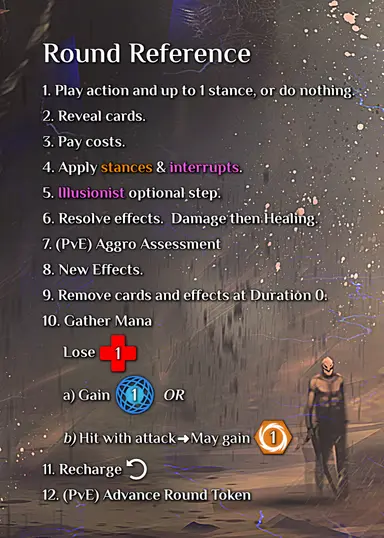 Round Reference
1. Play action and up to 1 stance, or do nothing.
2. Reveal cards.
3. Pay costs.
4. Apply stances & interrupts.
5. Illusionist optional step.
6. Resolve effects. Damage then Healing.
7. (PvE) Aggro Assessment
8. New Effects.
9. Remove cards and effects at Duration 0.
10. Gather Mana
Lose 1
a) Gain 1 OR
b) Hit with attack➔May gain 1
11. Recharge
12. (PvE) Advance Round Token